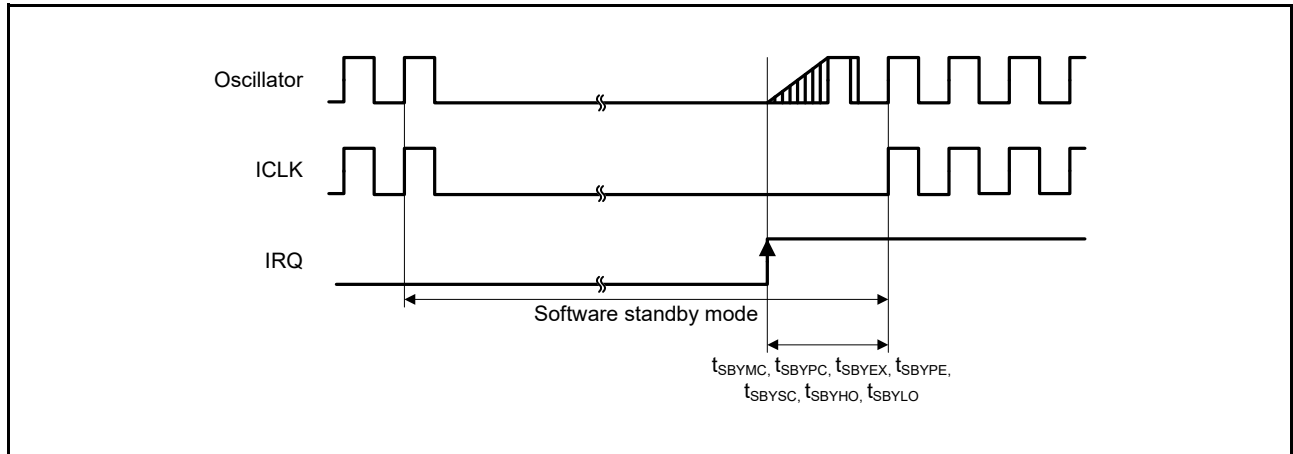 Oscillator
ICLK
IRQ
Software standby mode
tSBYMC, tSBYPC, tSBYEX, tSBYPE,
tSBYSC, tSBYHO, tSBYLO